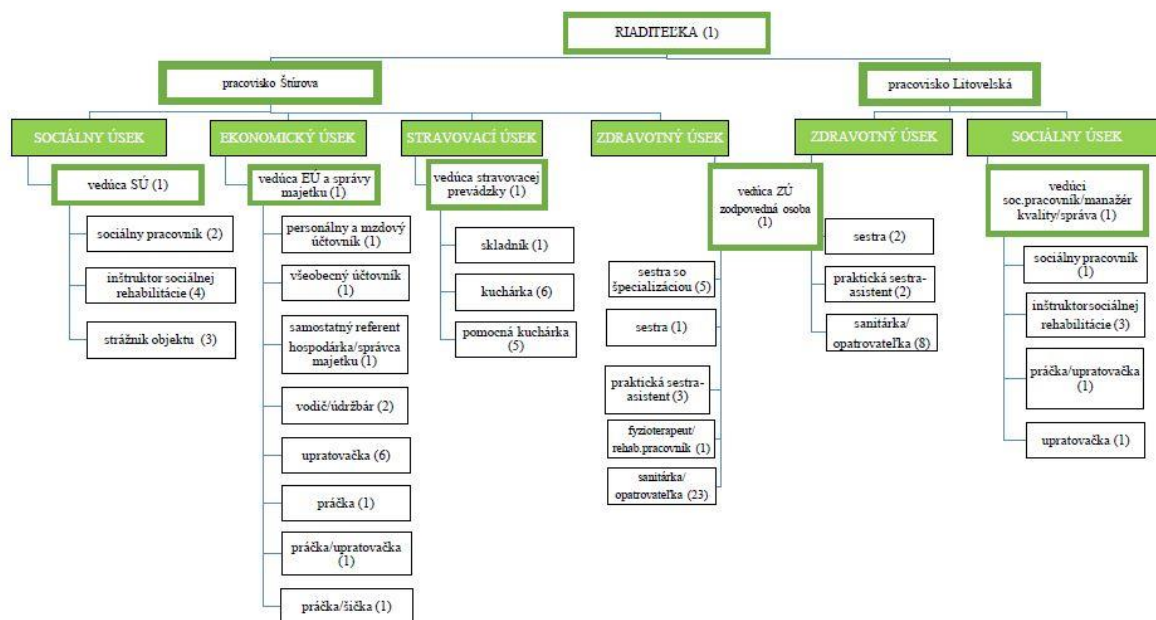 RIADITEĽKA (1)
pracovisko Štúrova
pracovisko Litovelská
SOCIÁLNY ÚSEK
vedúca SÚ (1)
sociálny pracovník (2)
inštruktor sociálnej
rehabilitácie (4)
strážnik objektu (3)
EKONOMICKÝ ÚSEK
vedúca EÚ a správy
majetku (1)
personálny a mzdový
účtovník (1)
všeobecný účtovník
(1)
samostatný referent
hospodárka/správca
majetku (1)
vodič/údržbár (2)
upratovačka (6)
práčka (1)
práčka/upratovačka
(1)
práčka/šička (1)
STRAVOVACÍ ÚSEK
vedúca stravovacej
prevádzky (1)
skladník (1)
kuchárka (6)
pomocná kuchárka
(5)
ZDRAVOTNÝ ÚSEK
vedúca ZÚ
zodpovedná osoba
(1)
sestra so
špecializáciou (5)
sestra (1)
praktická sestra-
asistent (3)
fyzioterapeut/
rehab.pracovník (1)
sanitárka/
opatrovateľka (23)
ZDRAVOTNÝ ÚSEK
sestra (2)
praktická sestra-
asistent (2)
sanitárka/
opatrovateľka (8)
SOCIÁLNY ÚSEK
vedúci
soc.pracovník/manažér
kvality/správa (1)
sociálny pracovník
(1)
inštruktor sociálnej
rehabilitácie (3)
práčka/upratovačka
(1)
upratovačka (1)